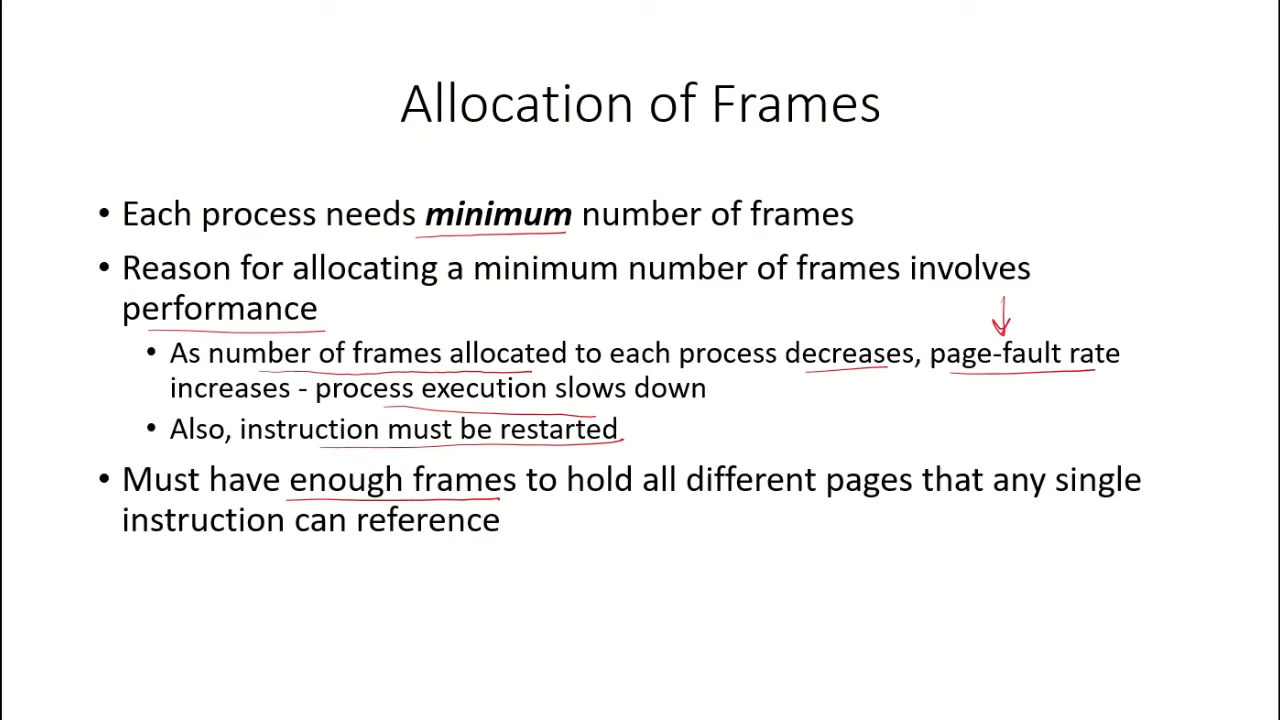 Allocation of Frames
• Each process needs minimum number of frames
• Reason for allocating a minimum number of frames involves
performance
• As number of frames allocated to each process decreases, page-fault rate
increases - process execution slows down
• Also, instruction must be restarted
• Must have enough frames to hold all different pages that any single
instruction can reference